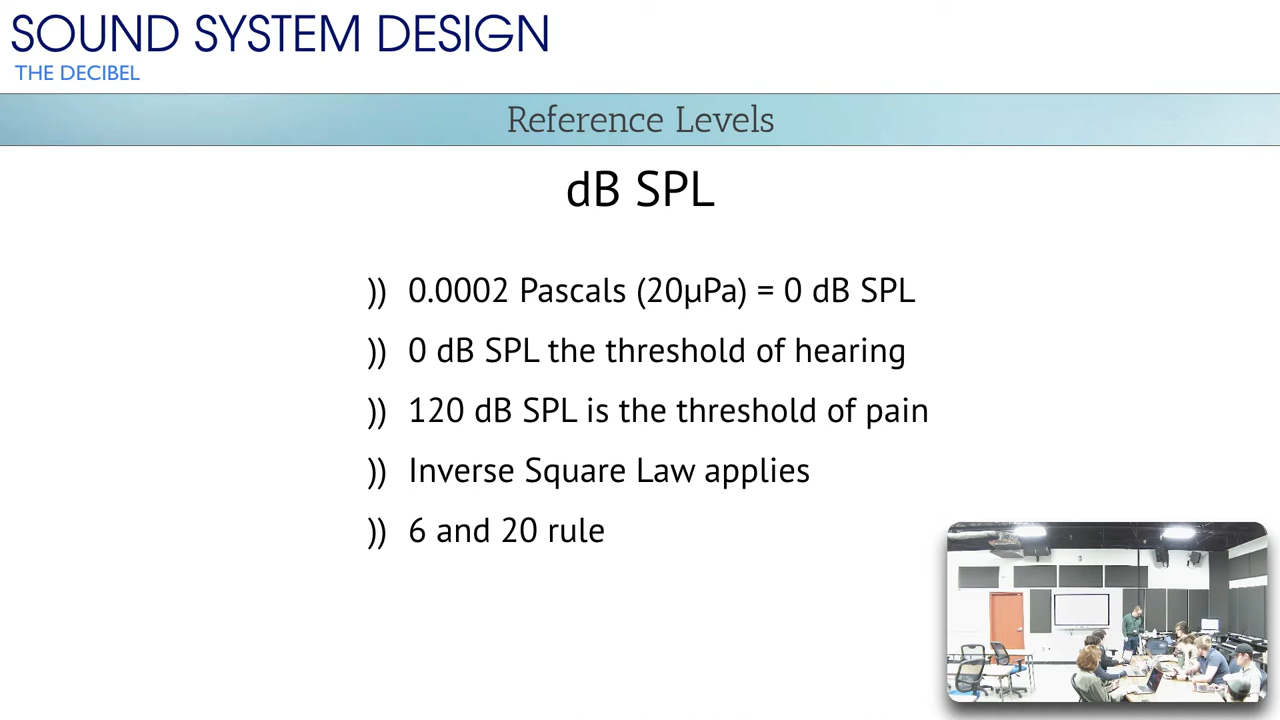 SOUND SYSTEM DESIGN
THE DECIBEL
Reference Levels
dB SPL
)) 0.0002 Pascals (20µPa) = 0 dB SPL
)) 0 dB SPL the threshold of hearing
)) 120 dB SPL is the threshold of pain
)) Inverse Square Law applies
)) 6 and 20 rule